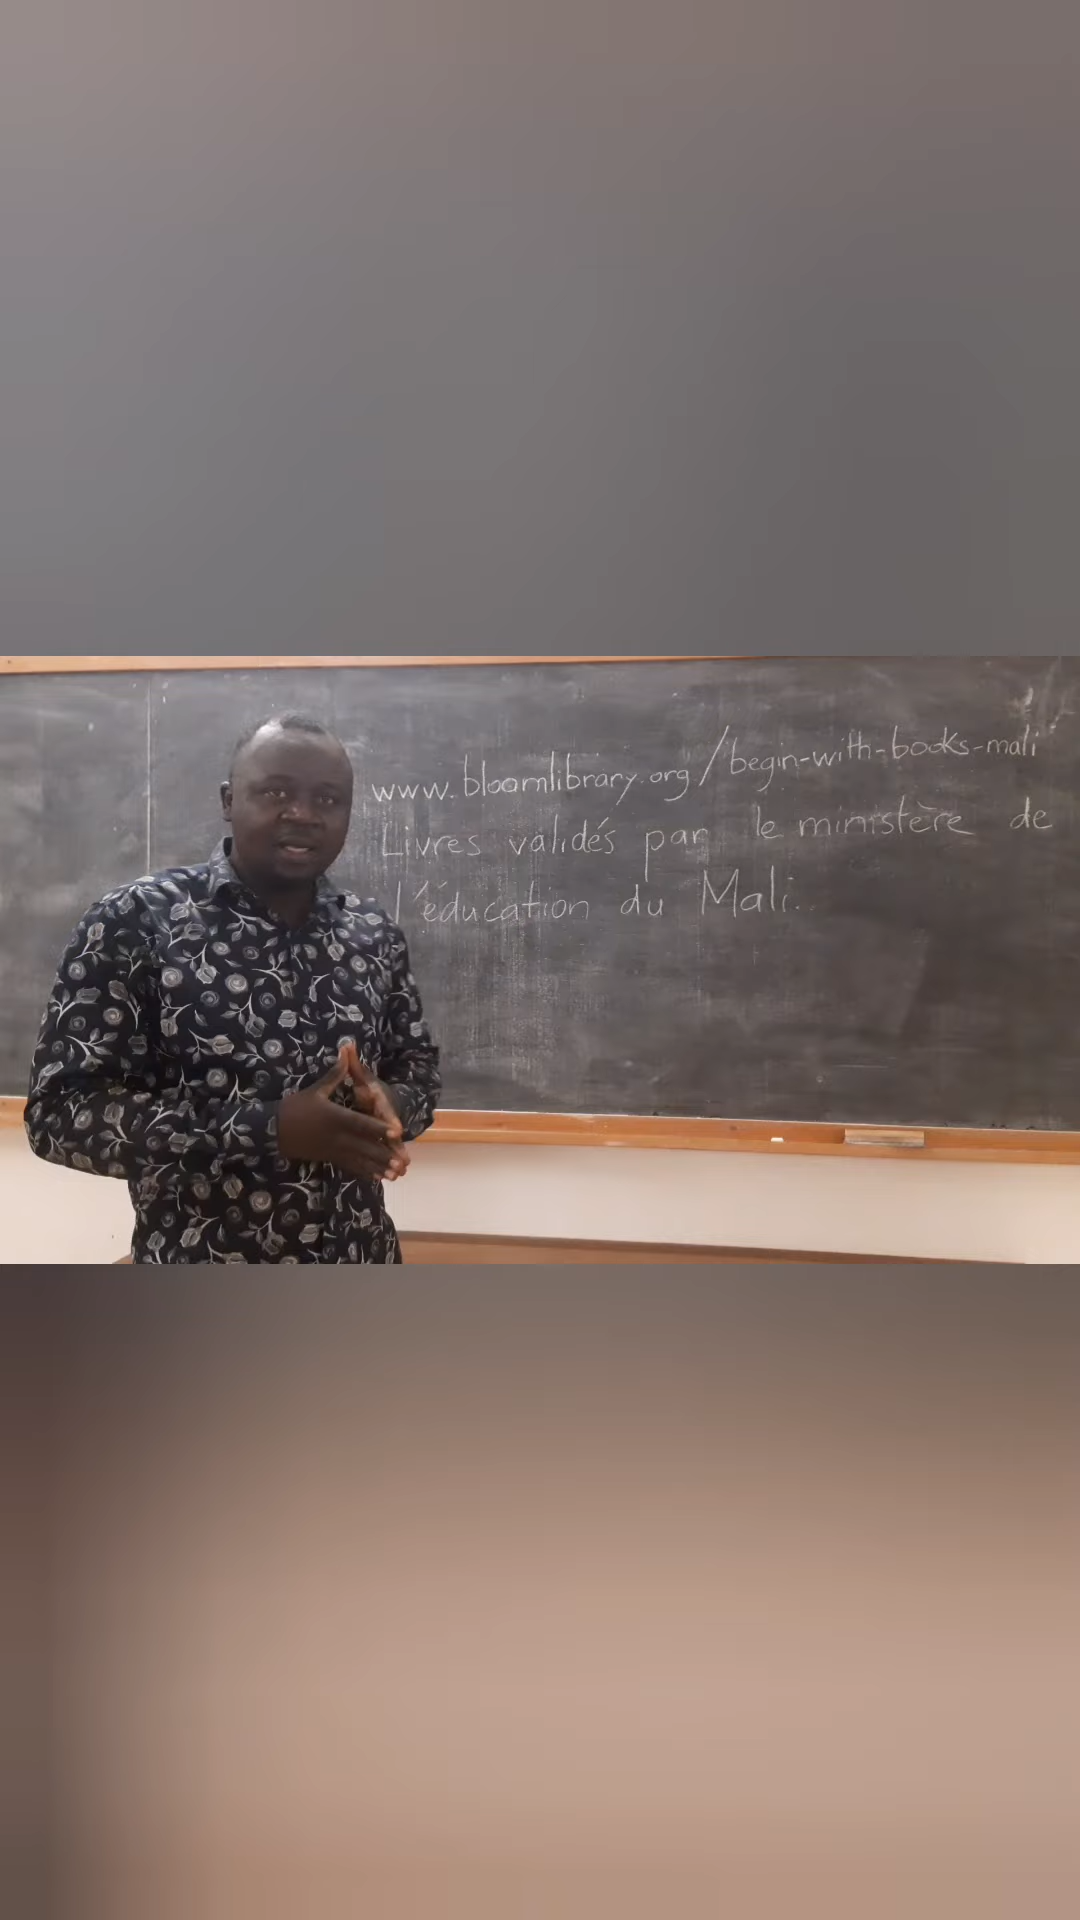 www.bloomlibrary.org/begin-with-books-mali
Livres validés par le ministère de
l'éducation du Mali.